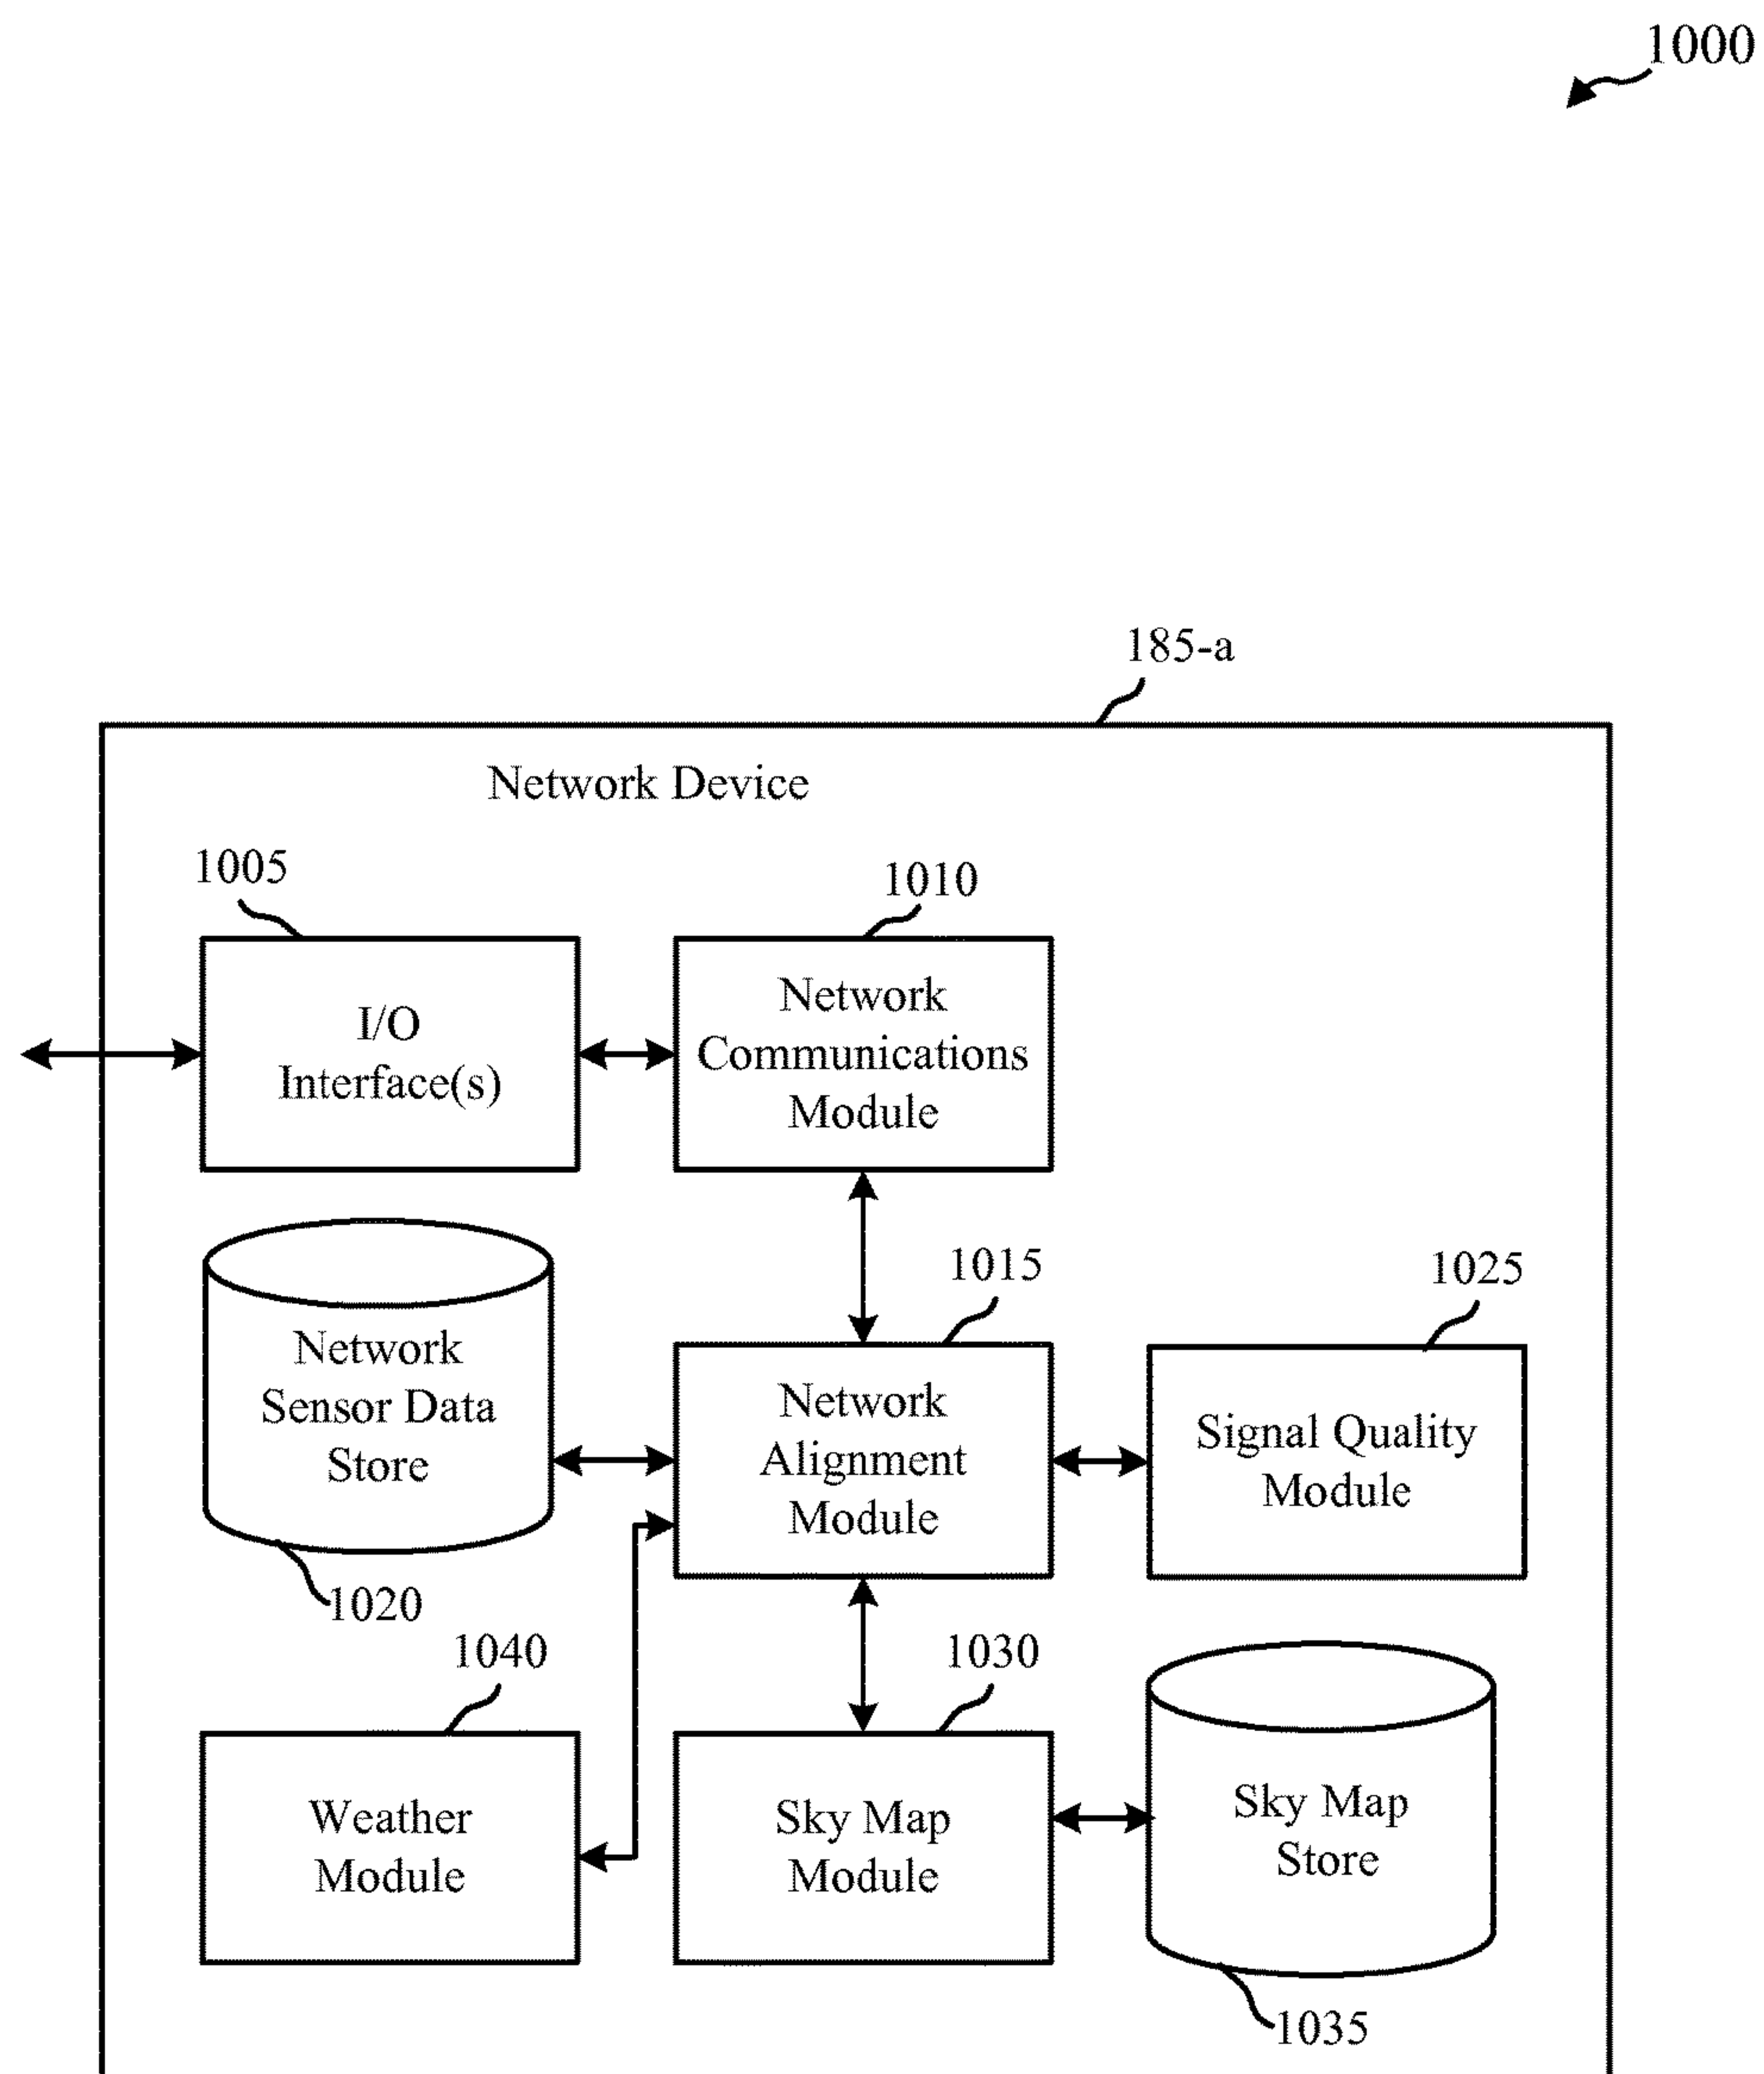 1000
185-a
Network Device
1005
1010
I/O
Interface(s)
Network
Communications
Module
1015
1025
Network
Sensor Data
Store
Network
Alignment
Module
Signal Quality
Module
1020
1040
1030
Weather
Module
Sky Map
Module
Sky Map
Store
1035